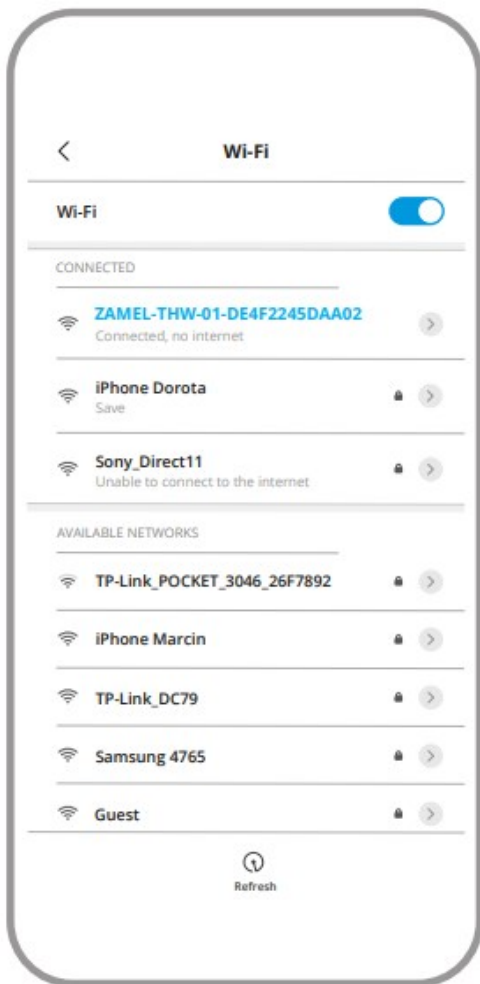 Wi-Fi
Wi-Fi
CONNECTED
ZAMEL-THW-01-DE4F2245DAA02
Connected, no internet
iPhone Dorota
Save
Sony_Direct11
Unable to connect to the internet
AVAILABLE NETWORKS
TP-Link_POCKET_3046_26F7892
iPhone Marcin
TP-Link_DC79
Samsung 4765
Guest
Refresh